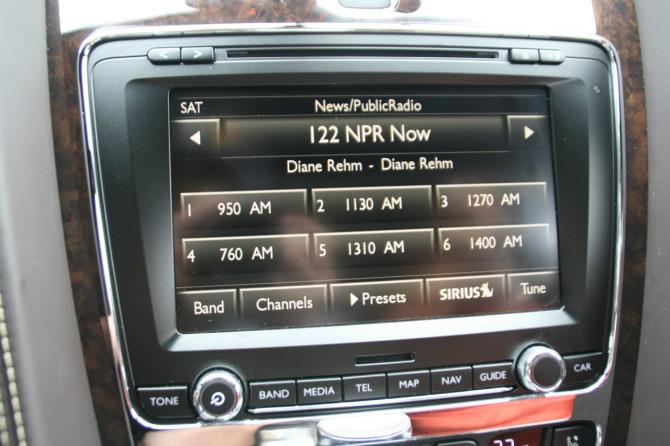 SAT News/PublicRadio
122 NPR Now
Diane Rehm - Diane Rehm
1 950 AM 2 1130 AM 3 1270 AM
4 760 AM 5 1310 AM 6 1400 AM
Band Channels Presets SIRIUS Tune
TONE BAND MEDIA TEL MAP NAV GUIDE CAR